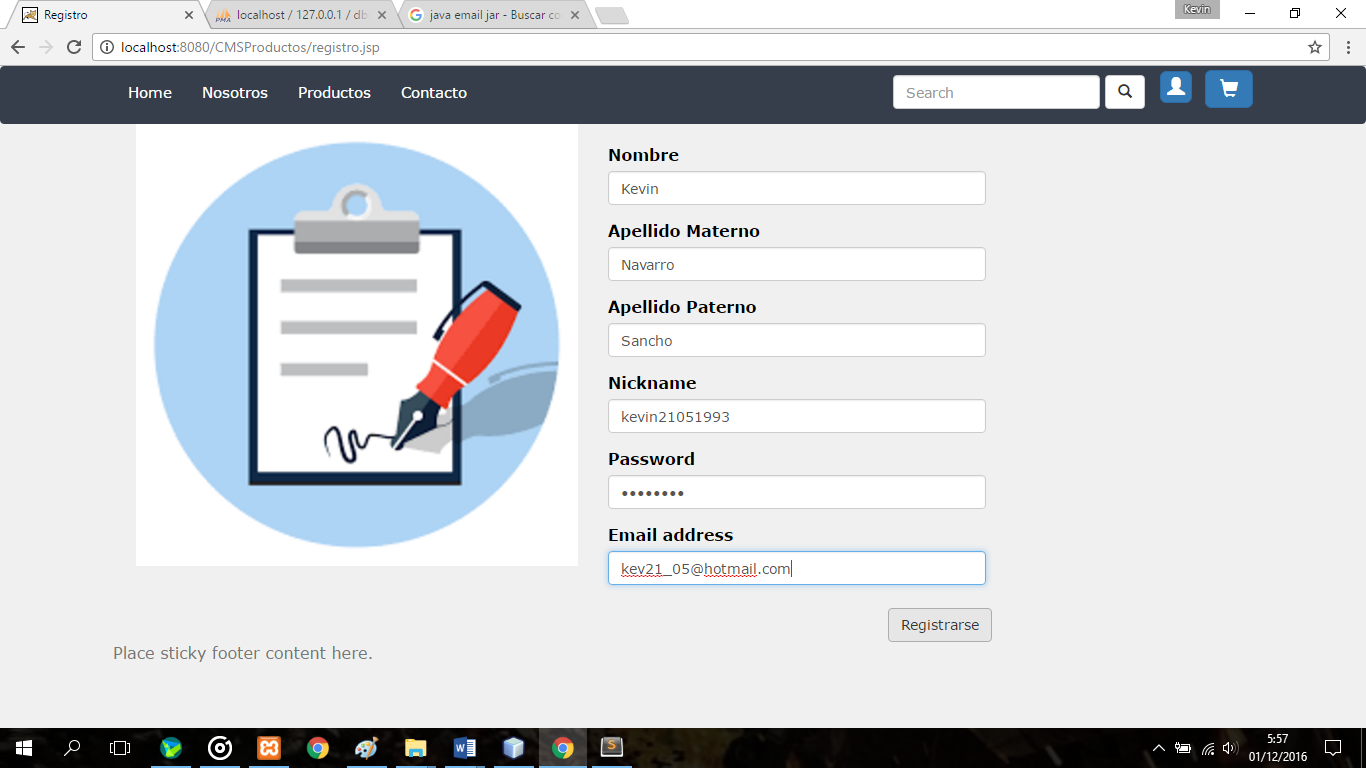 Registro
localhost / 127.0.0.1 / db
java email jar - Buscar co
Kevin
localhost:8080/CMSProductos/registro.jsp
Home Nosotros Productos Contacto Search
Nombre
Kevin
Apellido Materno
Navarro
Apellido Paterno
Sancho
Nickname
kevin21051993
Password
••••••••
Email address
kev21_05@hotmail.com
Registrarse
Place sticky footer content here.
5:57
01/12/2016